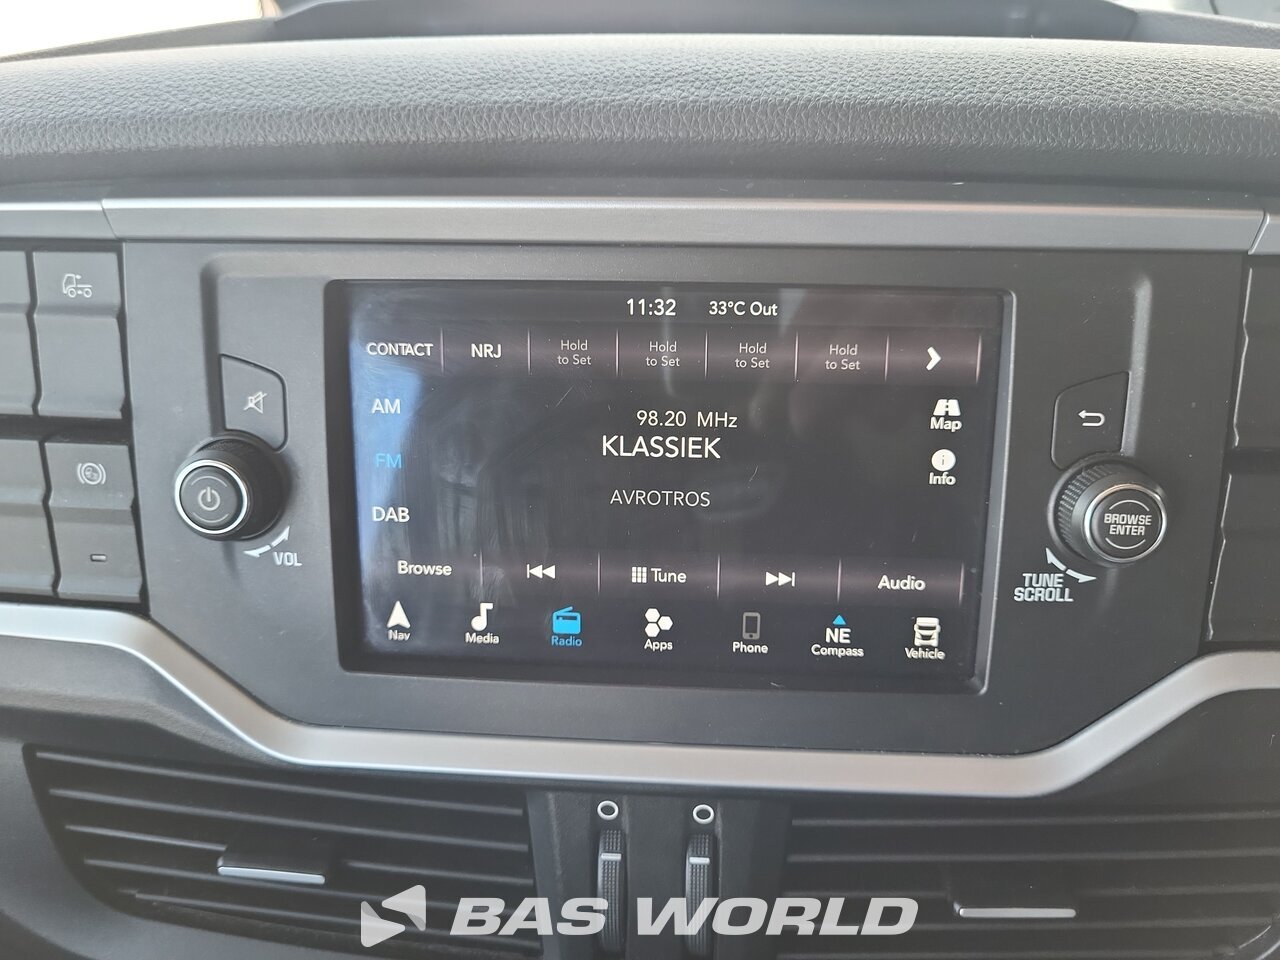 11:32 33°C Out
CONTACT NRJ Hold to Set Hold to Set Hold to Set Hold to Set
AM
98.20 MHz
Map
KLASSIEK
FM
Info
AVROTROS
DAB
Browse Tune Audio
Nav Media Radio Apps Phone NE Compass Vehicle
VOL
BROWSE
ENTER
TUNE
SCROLL
BAS WORLD